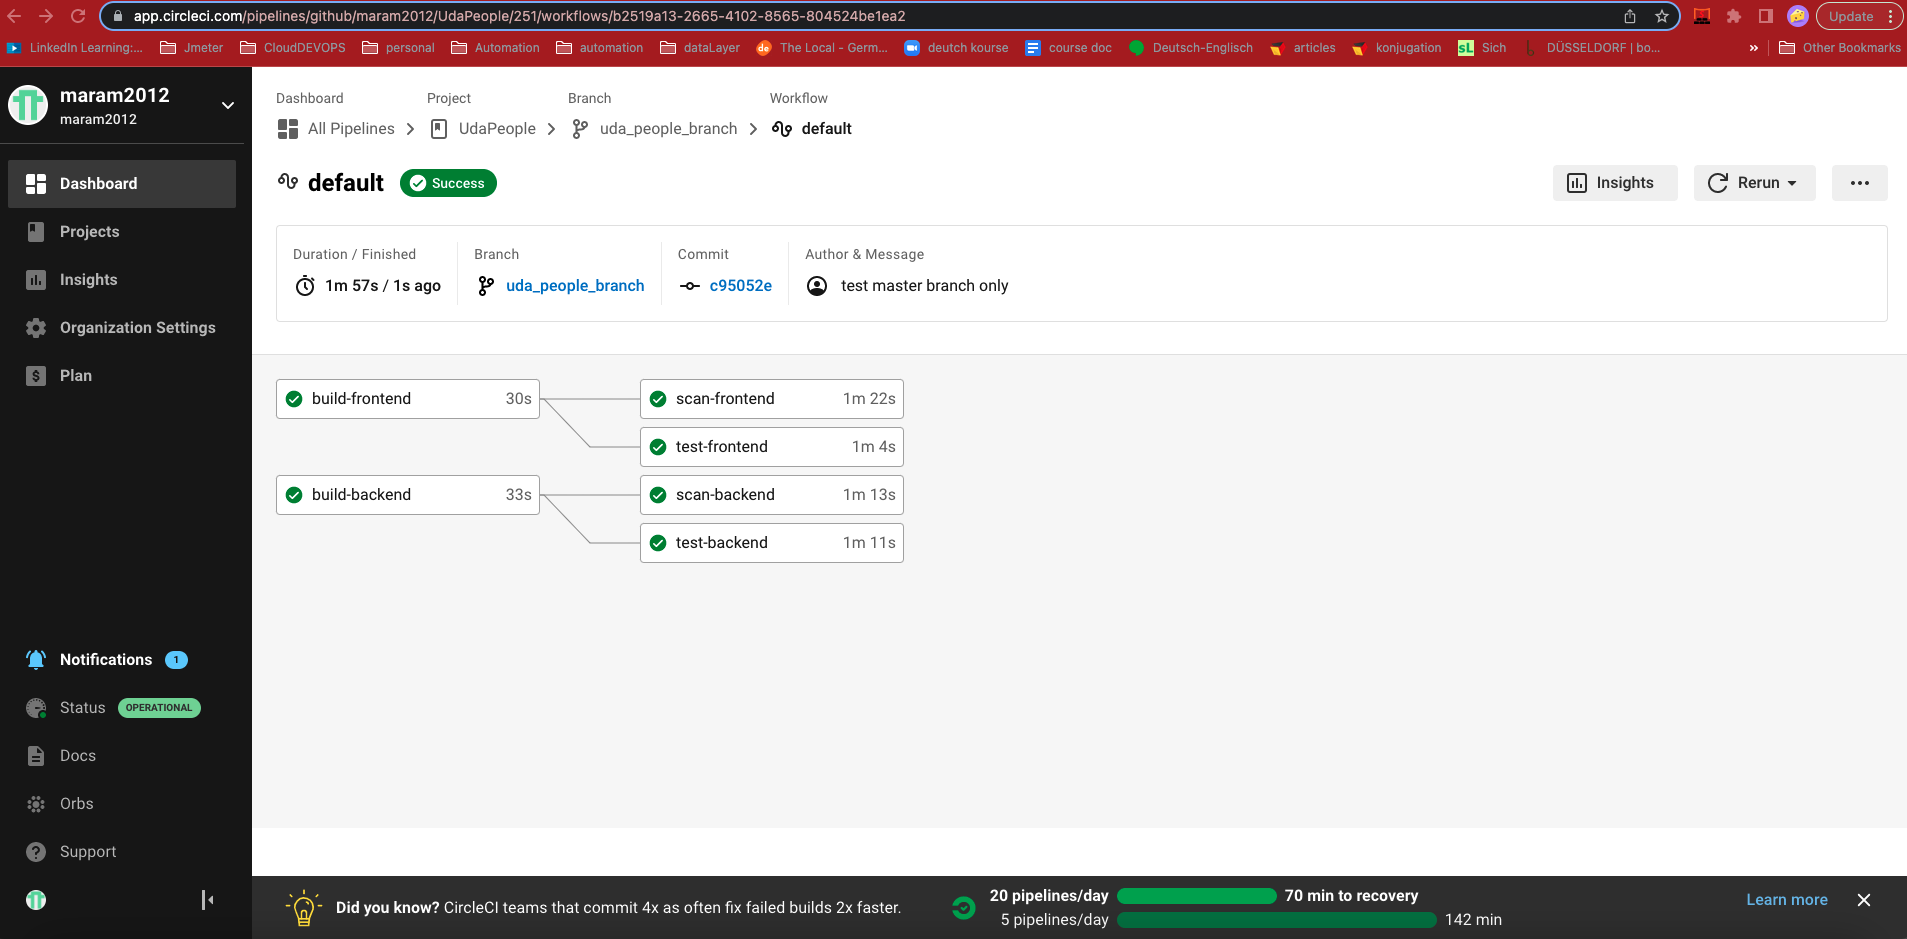 app.circleci.com/pipelines/github/maram2012/UdaPeople/251/workflows/b2519a13-2665-4102-8565-804524be1ea2
Update
LinkedIn Learning:... Jmeter CloudDEVOPS personal Automation automation dataLayer The Local - Germ... deutch kourse course doc Deutsch-Englisch articles konjugation Sich DÜSSELDORF | bo... » Other Bookmarks
maram2012
maram2012
Dashboard
Projects
Insights
Organization Settings
Plan
Notifications 1
Status OPERATIONAL
Docs
Orbs
Support
Dashboard Project Branch Workflow
All Pipelines UdaPeople uda_people_branch default
default Success
Insights Rerun
Duration / Finished Branch Commit Author & Message
1m 57s / 1s ago uda_people_branch c95052e test master branch only
build-frontend 30s scan-frontend 1m 22s
test-frontend 1m 4s
build-backend 33s scan-backend 1m 13s
test-backend 1m 11s
Did you know? CircleCI teams that commit 4x as often fix failed builds 2x faster.
20 pipelines/day 70 min to recovery
5 pipelines/day 142 min
Learn more